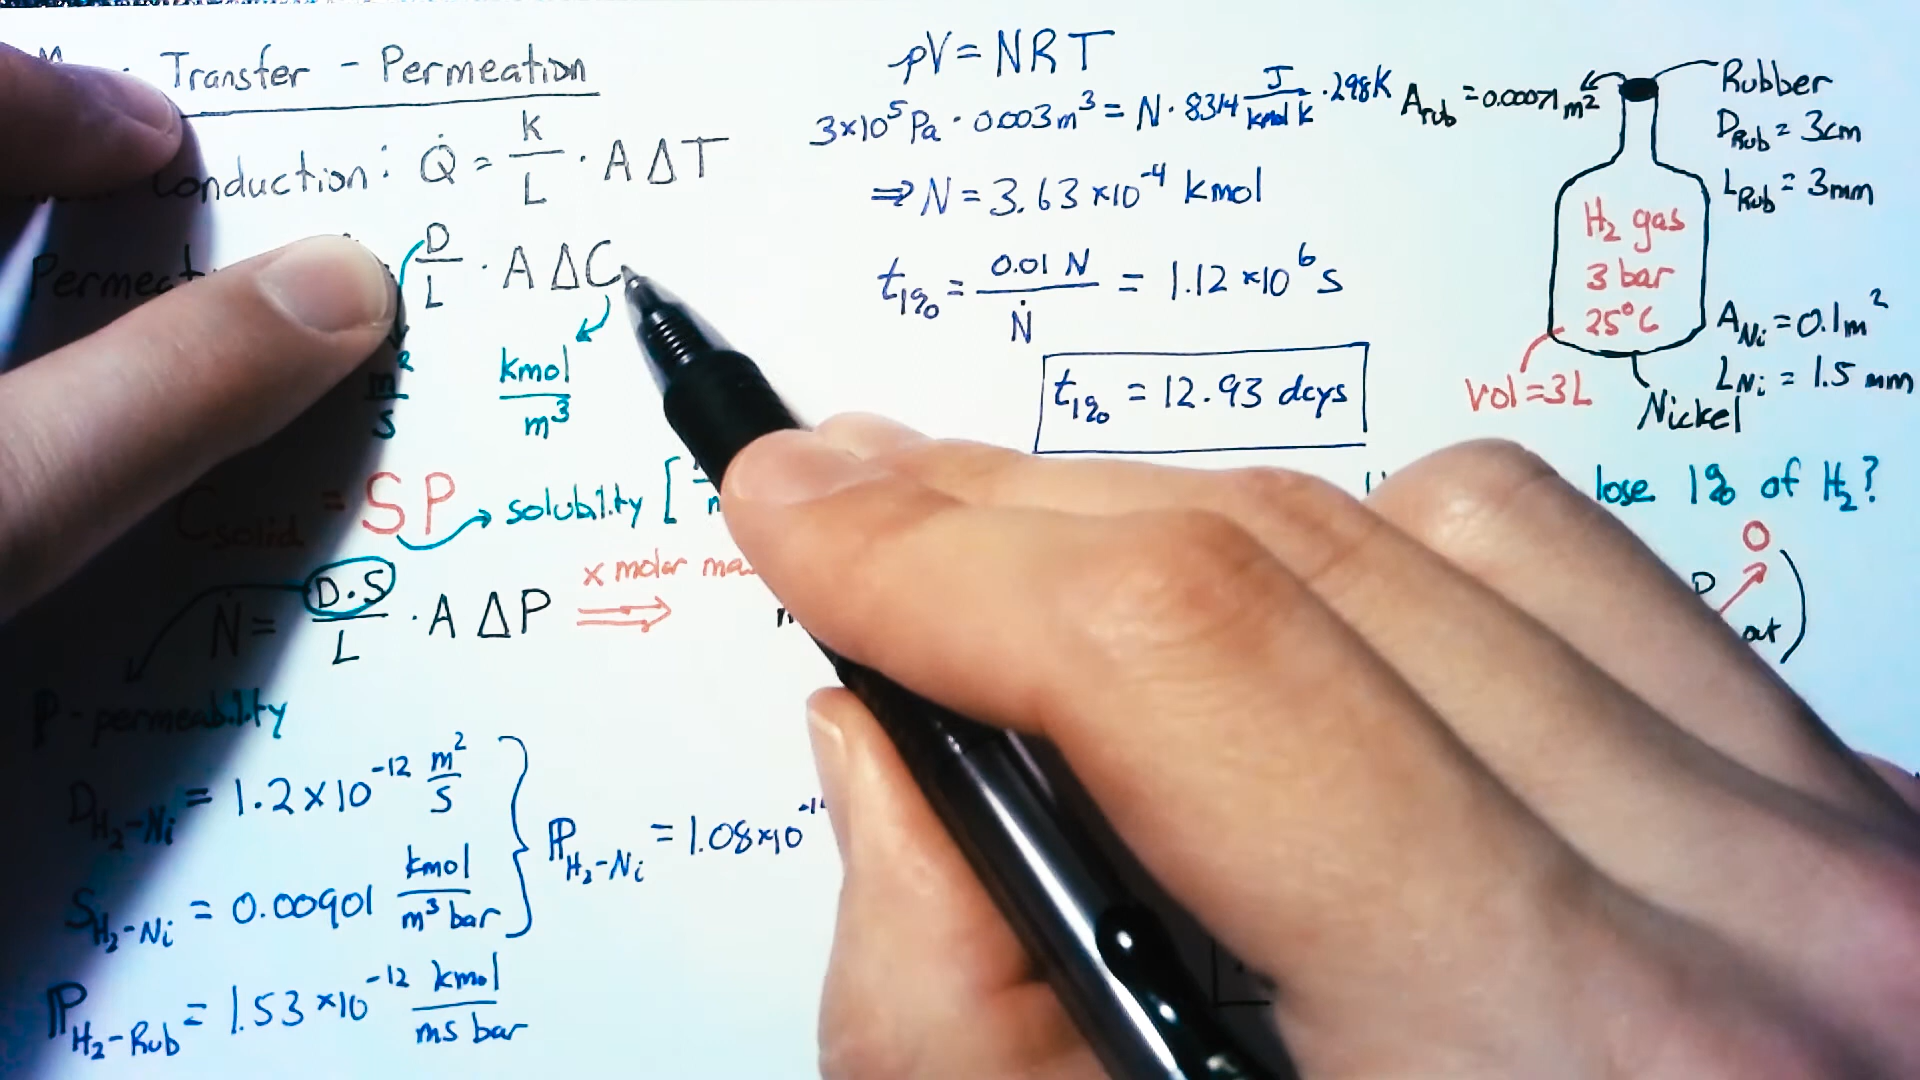 Transfer - Permeation
Conduction: Q̇ = k/L · A ΔT
D/L · A ΔC
m²/s
kmol/m³
C_solid = SP → solubility [
Ṅ = D·S/L · A ΔP ⟹ x molar
ℙ - permeability
D_H₂-Ni = 1.2 x 10⁻¹² m²/s
S_H₂-Ni = 0.00901 kmol/m³ bar
ℙ_H₂-Ni = 1.08 x 10
ℙ_H₂-Rub = 1.53 x 10⁻¹² kmol/ms bar
pV = NRT
3 x 10⁵ Pa · 0.003 m³ = N · 8314 J/kmol K · 298K
⇒ N = 3.63 x 10⁻⁴ kmol
t_1% = 0.01 N/Ṅ = 1.12 x 10⁶ s
t_1% = 12.93 days
A_rub = 0.00071 m²
Rubber
D_Rub = 3cm
L_Rub = 3mm
H₂ gas
3 bar
25°C
A_Ni = 0.1m²
L_Ni = 1.5 mm
Vol = 3L
Nickel
lose 1% of H₂?
O
P
out